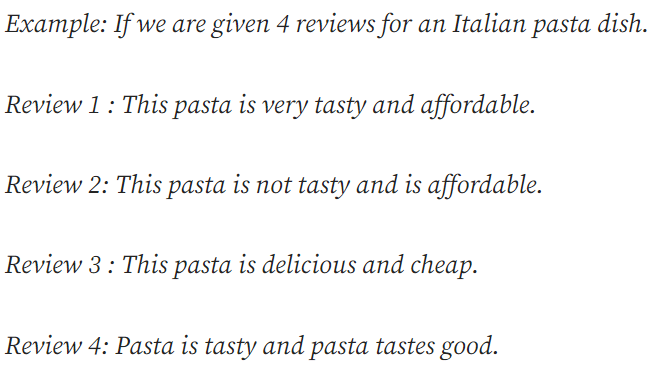 Example: If we are given 4 reviews for an Italian pasta dish.
Review 1 : This pasta is very tasty and affordable.
Review 2: This pasta is not tasty and is affordable.
Review 3 : This pasta is delicious and cheap.
Review 4: Pasta is tasty and pasta tastes good.